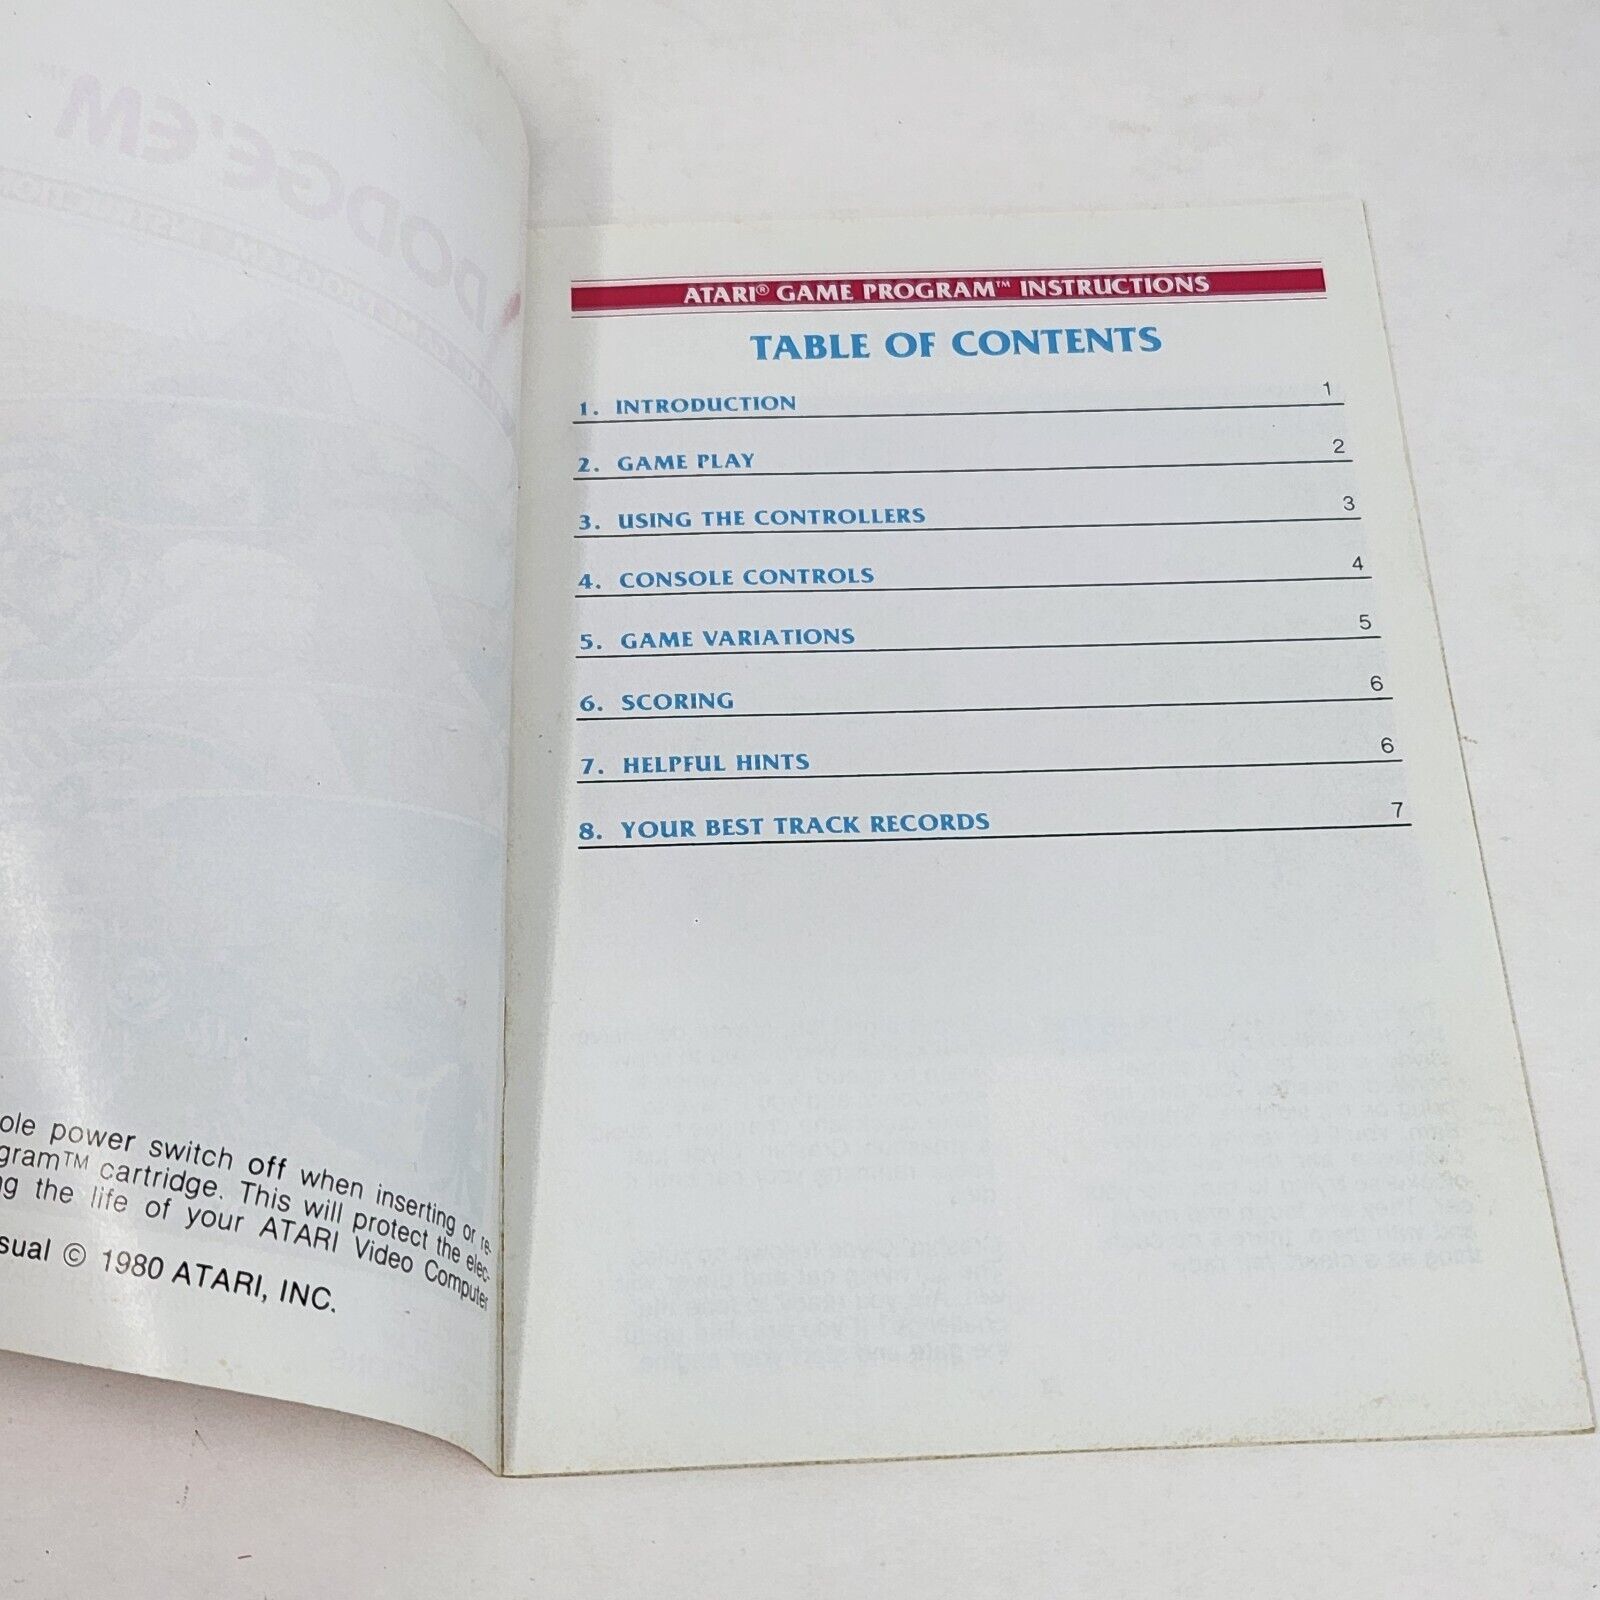 DODGE'EM™
ole power switch off when inserting or re-
gram™ cartridge. This will protect the elec-
ng the life of your ATARI Video Computer
sual © 1980 ATARI, INC.
ATARI® GAME PROGRAM™ INSTRUCTIONS
TABLE OF CONTENTS
1. INTRODUCTION 1
2. GAME PLAY 2
3. USING THE CONTROLLERS 3
4. CONSOLE CONTROLS 4
5. GAME VARIATIONS 5
6. SCORING 6
7. HELPFUL HINTS 6
8. YOUR BEST TRACK RECORDS 7